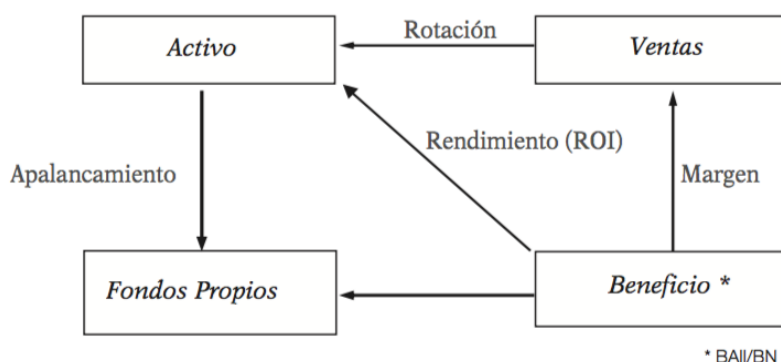 Rotación
Activo
Ventas
Rendimiento (ROI)
Apalancamiento
Margen
Fondos Propios
Beneficio *
* BAII/BN